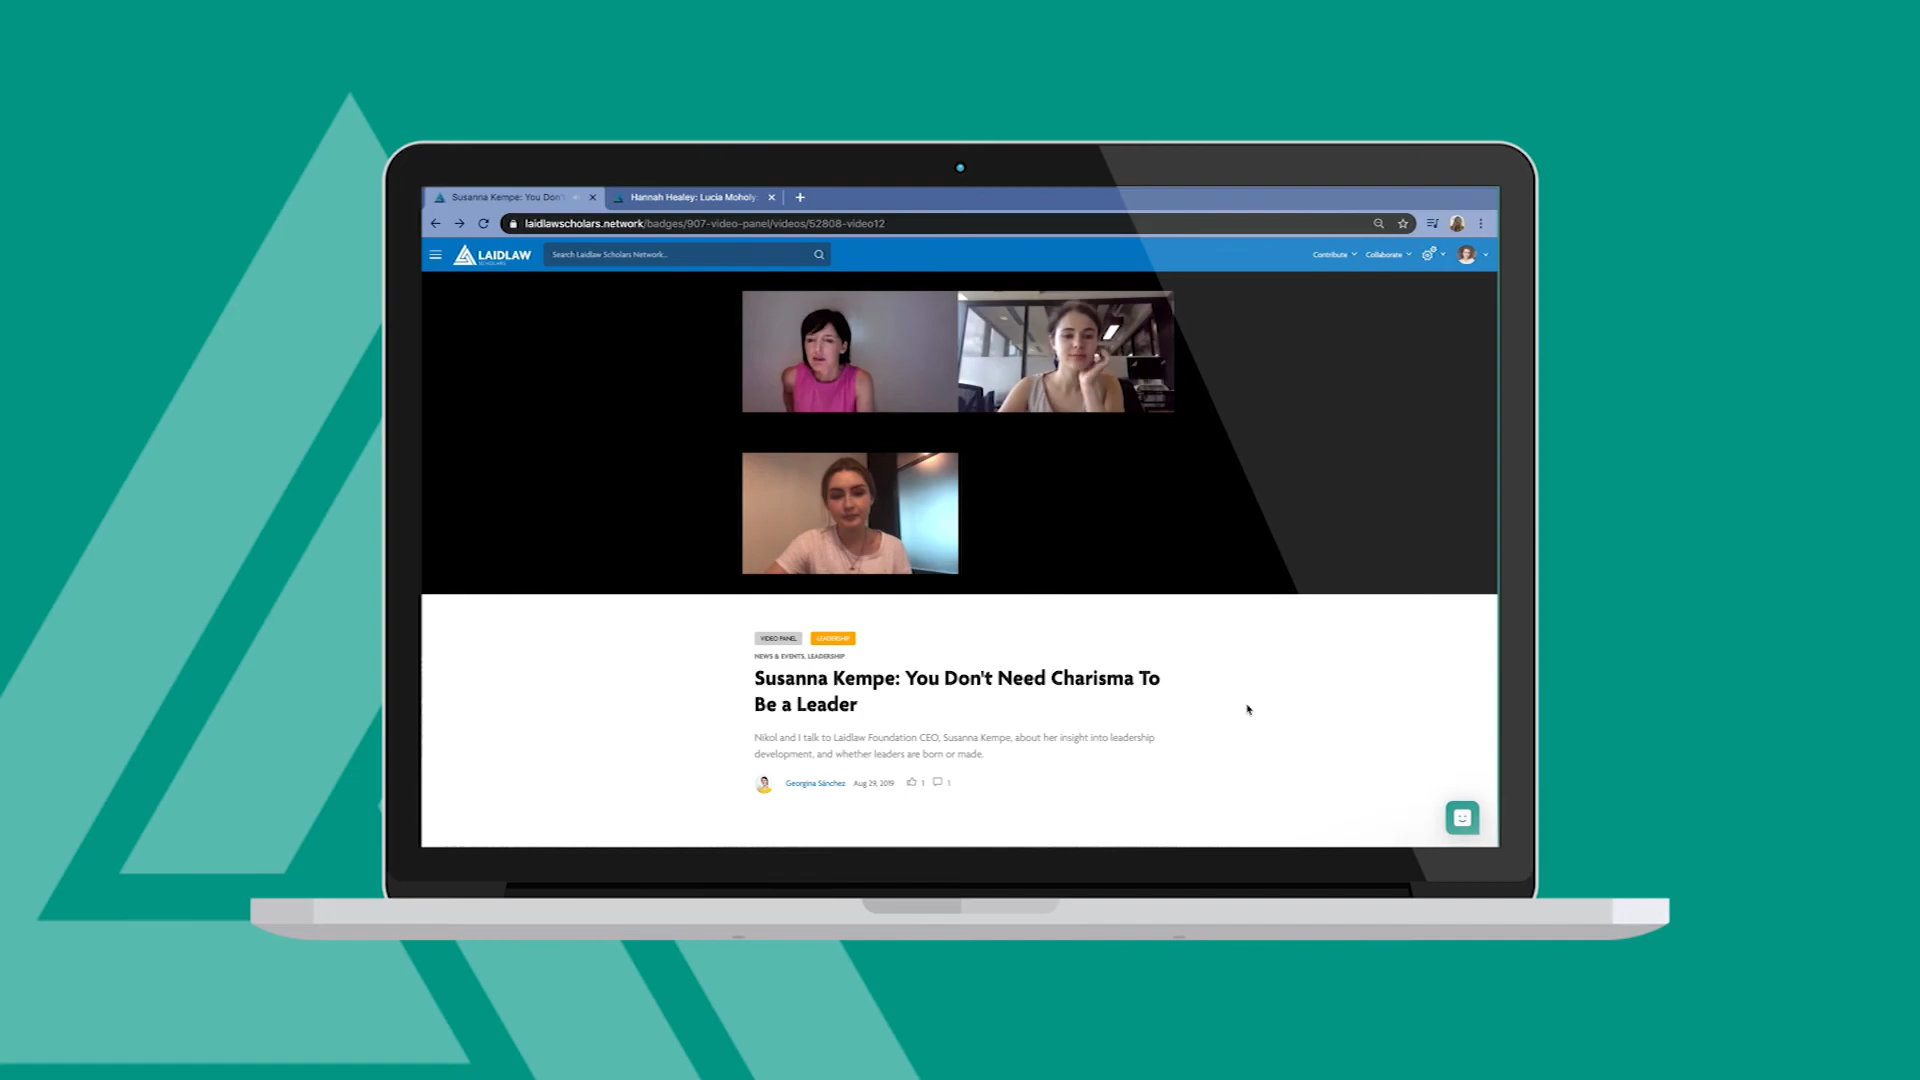 Susanna Kempe: You Don'
Hannah Healey: Lucia Moholy:
laidlawscholars.network/badges/907-video-panel/videos/52808-video12
LAIDLAW
SCHOLARS
Search Laidlaw Scholars Network...
Contribute
Collaborate
VIDEO PANEL
LEADERSHIP
NEWS & EVENTS, LEADERSHIP
Susanna Kempe: You Don't Need Charisma To
Be a Leader
Nikol and I talk to Laidlaw Foundation CEO, Susanna Kempe, about her insight into leadership
development, and whether leaders are born or made.
Georgina Sánchez Aug 29, 2019 1 1